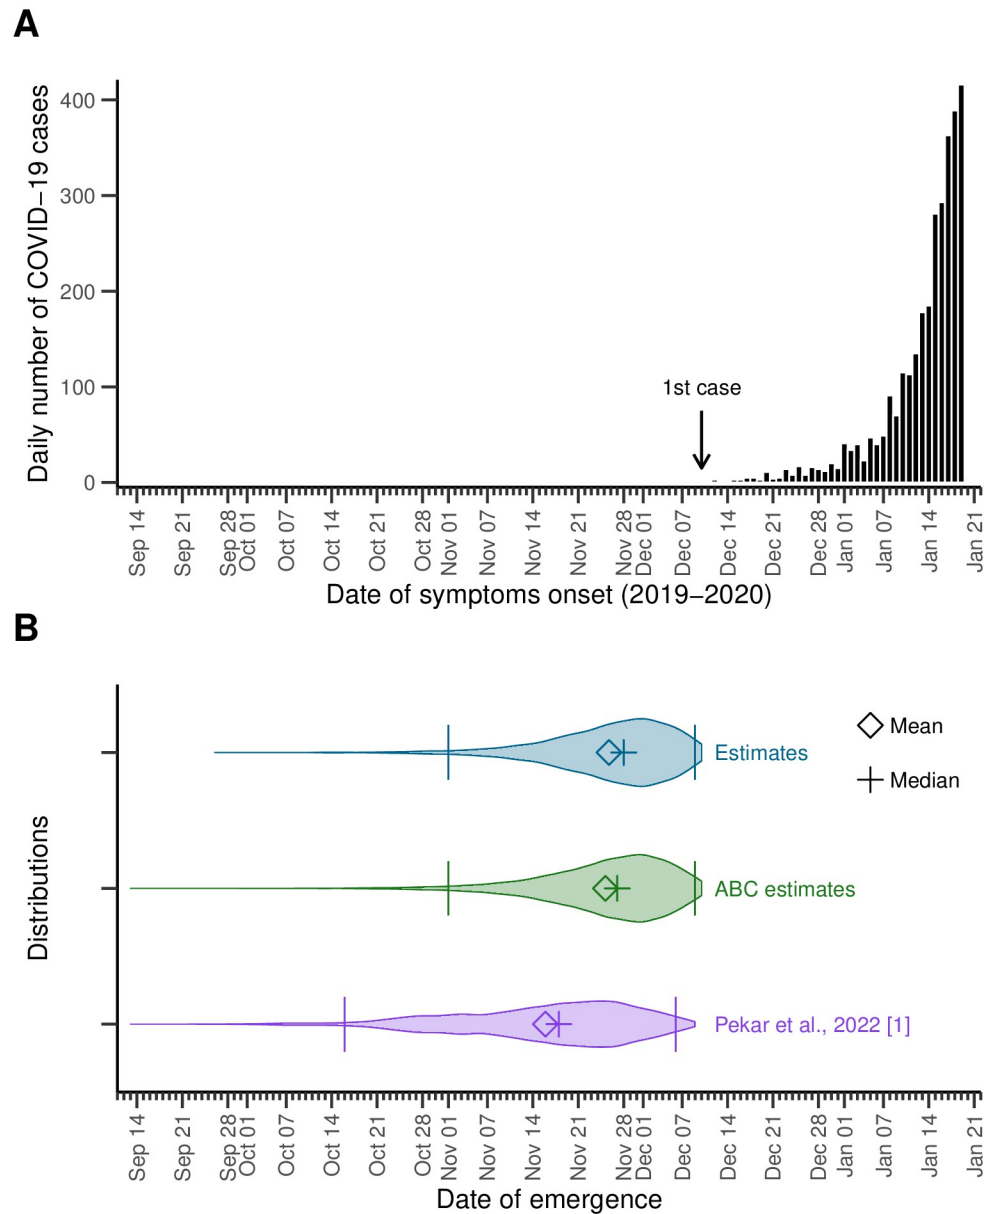 A
Daily number of COVID−19 cases
400
300
200
100
0
1st case
Sep 14
Sep 21
Sep 28
Oct 01
Oct 07
Oct 14
Oct 21
Oct 28
Nov 01
Nov 07
Nov 14
Nov 21
Nov 28
Dec 01
Dec 07
Dec 14
Dec 21
Dec 28
Jan 01
Jan 07
Jan 14
Jan 21
Date of symptoms onset (2019−2020)
B
Distributions
Mean
Median
Estimates
ABC estimates
Pekar et al., 2022 [1]
Sep 14
Sep 21
Sep 28
Oct 01
Oct 07
Oct 14
Oct 21
Oct 28
Nov 01
Nov 07
Nov 14
Nov 21
Nov 28
Dec 01
Dec 07
Dec 14
Dec 21
Dec 28
Jan 01
Jan 07
Jan 14
Jan 21
Date of emergence